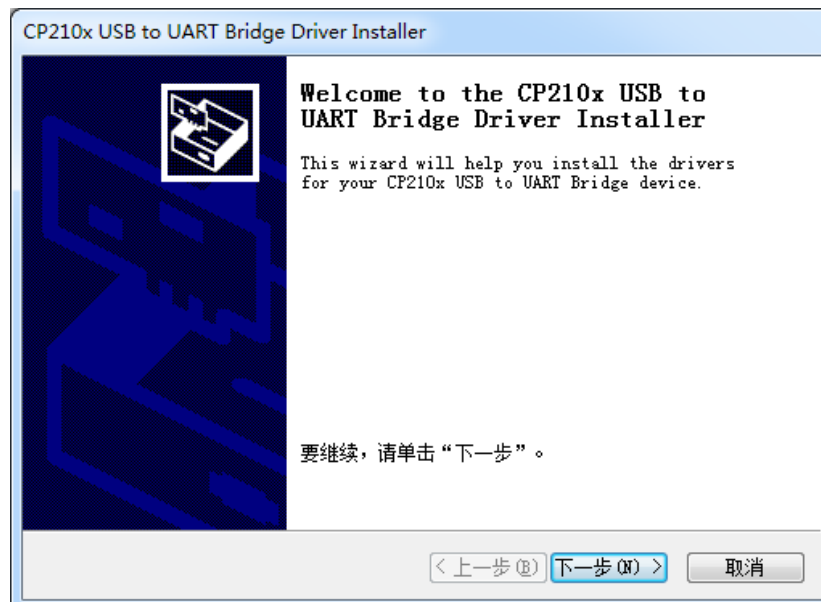 CP210x USB to UART Bridge Driver Installer
Welcome to the CP210x USB to
UART Bridge Driver Installer
This wizard will help you install the drivers
for your CP210x USB to UART Bridge device.
要继续，请单击“下一步”。
< 上一步(B) 下一步(N) > 取消